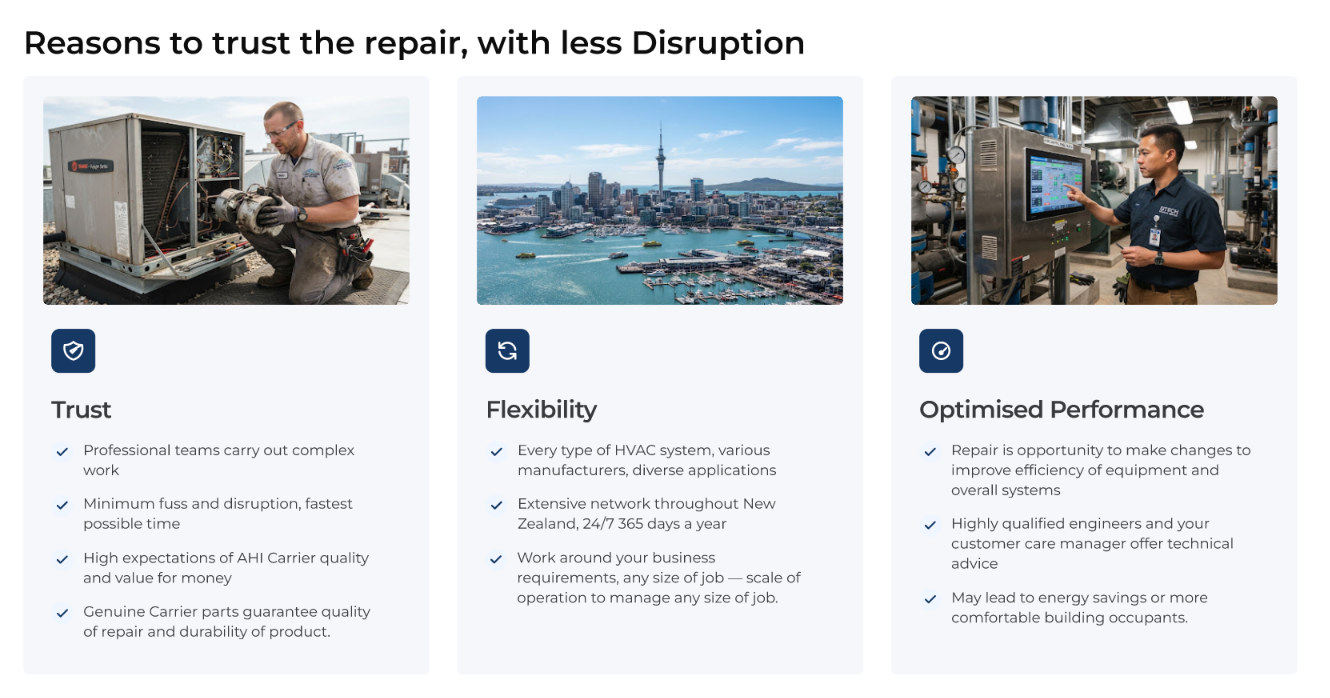 Reasons to trust the repair, with less Disruption
Trust
Professional teams carry out complex
work
Minimum fuss and disruption, fastest
possible time
High expectations of AHI Carrier quality
and value for money
Genuine Carrier parts guarantee quality
of repair and durability of product.
Flexibility
Every type of HVAC system, various
manufacturers, diverse applications
Extensive network throughout New
Zealand, 24/7 365 days a year
Work around your business
requirements, any size of job — scale of
operation to manage any size of job.
Optimised Performance
Repair is opportunity to make changes to
improve efficiency of equipment and
overall systems
Highly qualified engineers and your
customer care manager offer technical
advice
May lead to energy savings or more
comfortable building occupants.